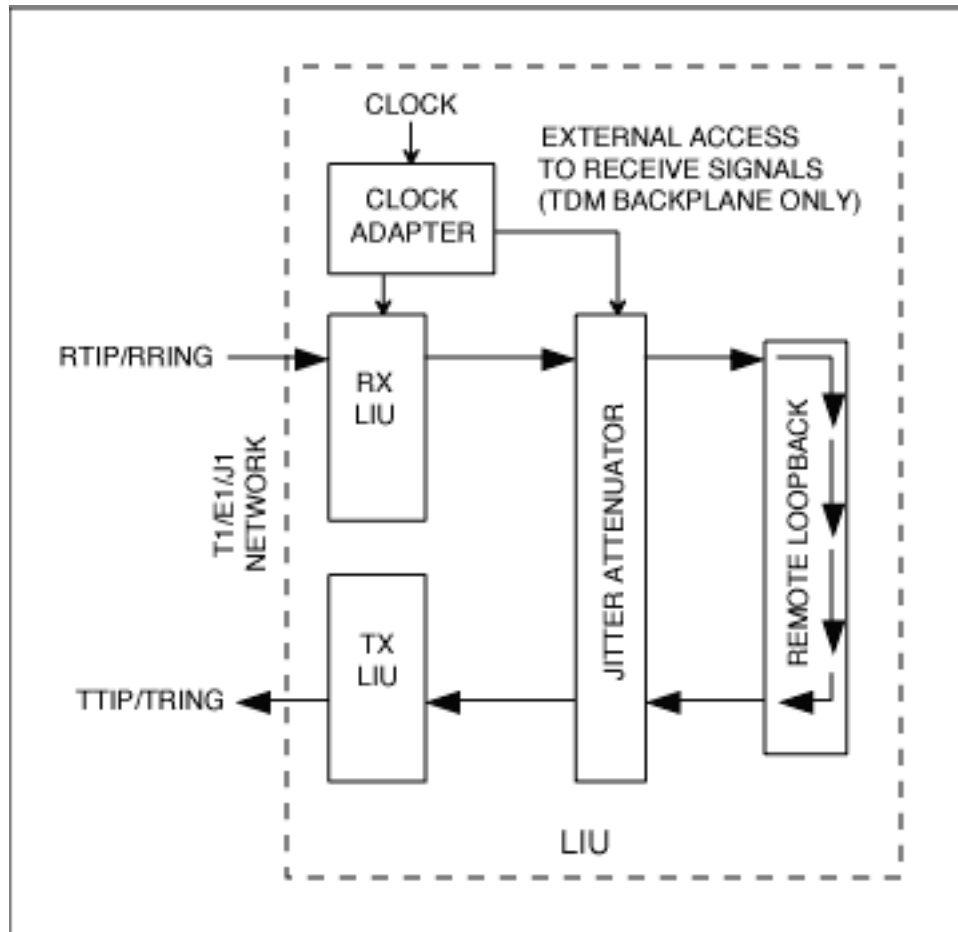 CLOCK
EXTERNAL ACCESS
TO RECEIVE SIGNALS
(TDM BACKPLANE ONLY)
CLOCK
ADAPTER
RTIP/RRING
RX
LIU
T1/E1/J1
NETWORK
JITTER ATTENUATOR
REMOTE LOOPBACK
TX
LIU
TTIP/TRING
LIU